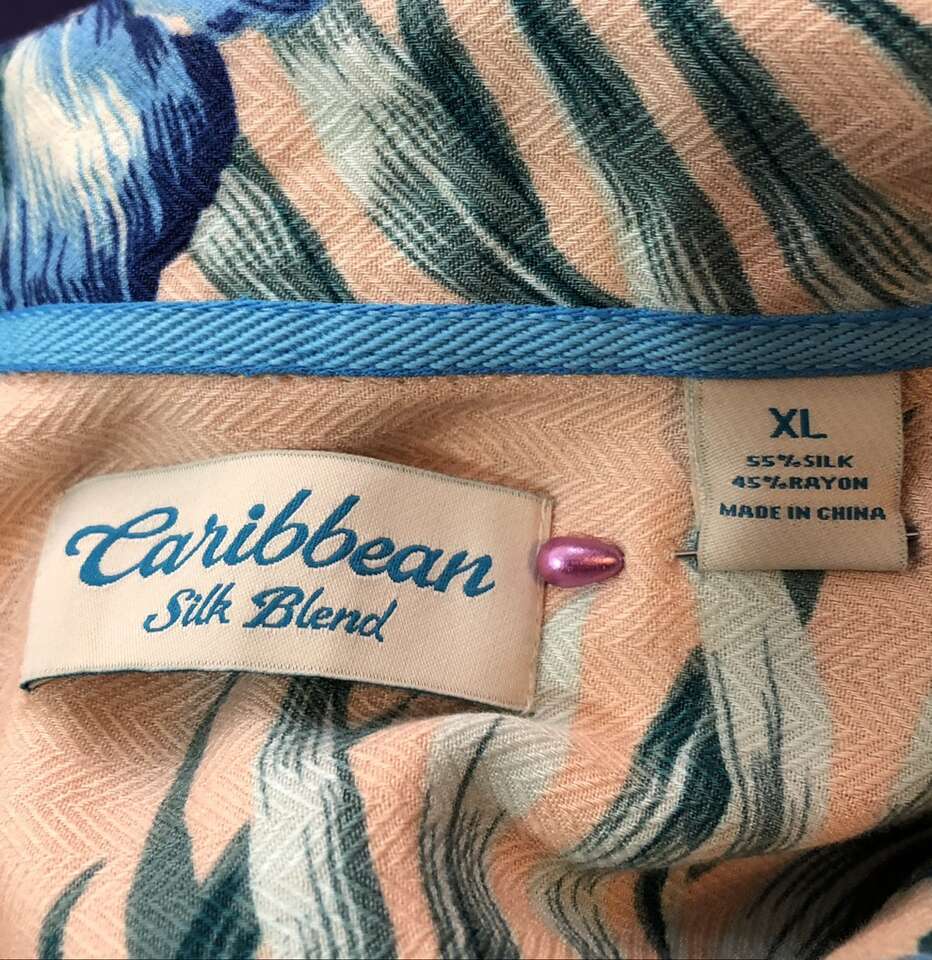 Caribbean
Silk Blend
XL
55%SILK
45%RAYON
MADE IN CHINA